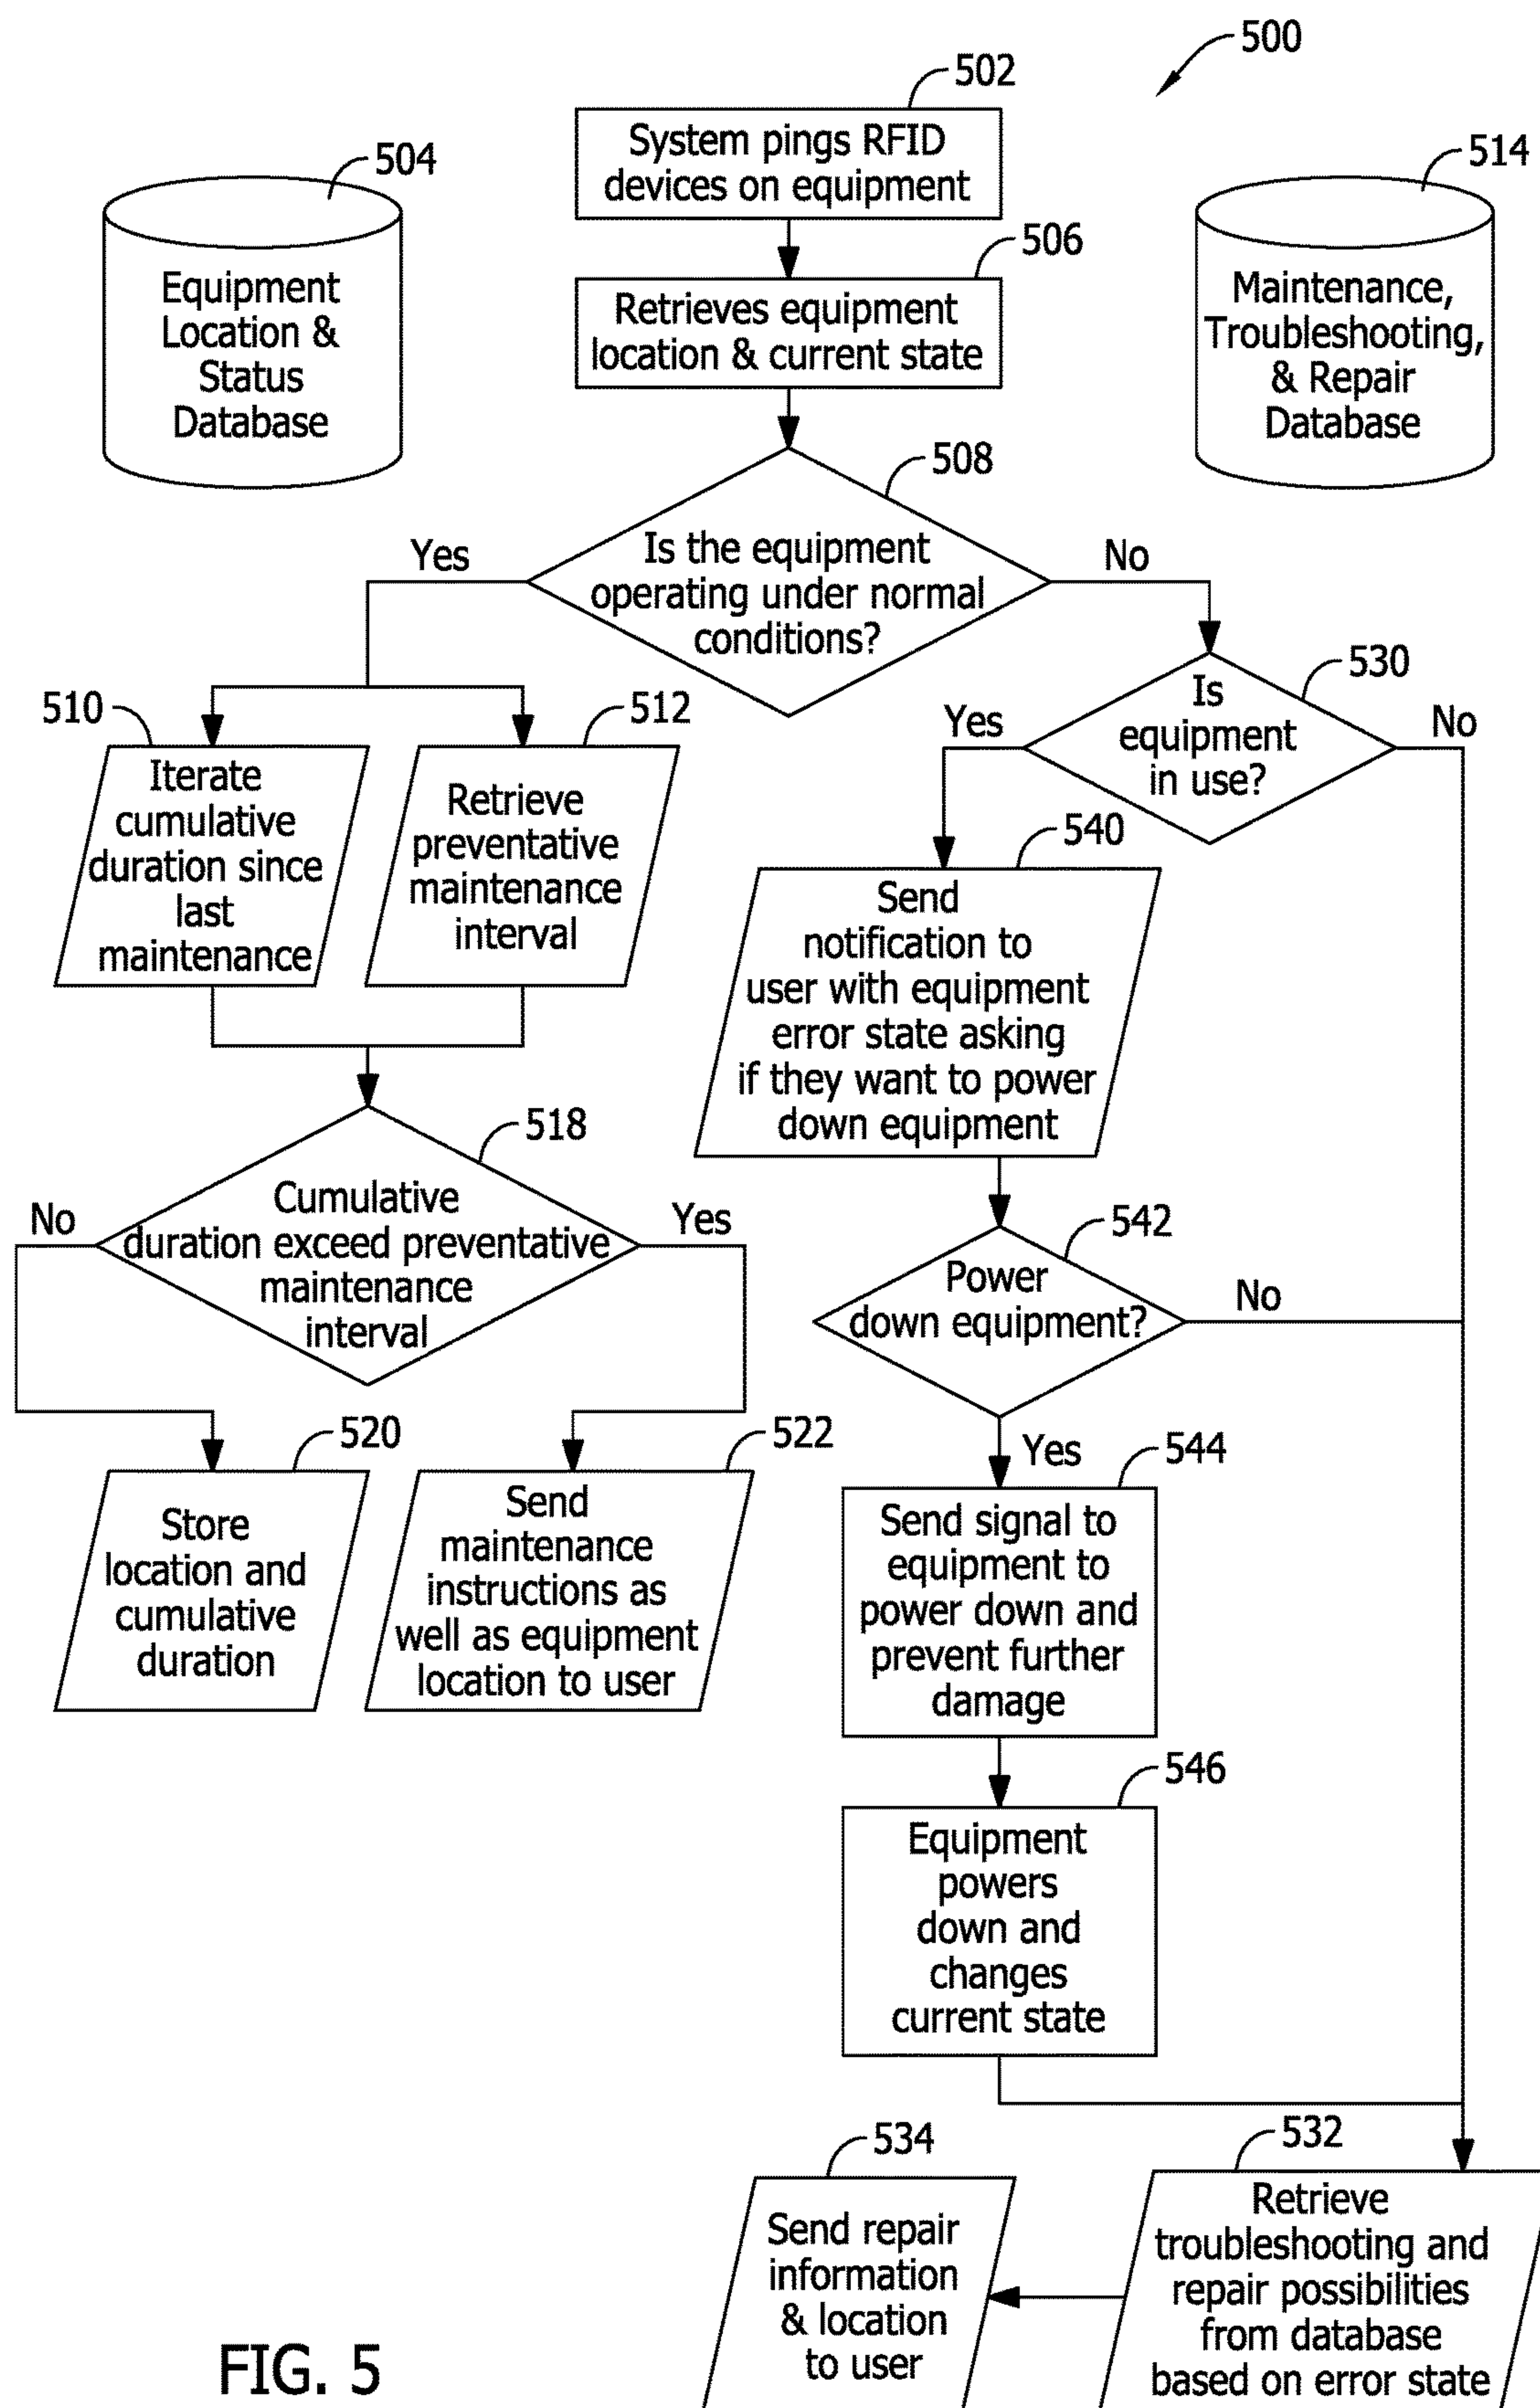 500
502
System pings RFID
devices on equipment
504
Equipment
Location &
Status
Database
514
Maintenance,
Troubleshooting,
& Repair
Database
506
Retrieves equipment
location & current state
508
Is the equipment
operating under normal
conditions?
Yes
No
510
Iterate
cumulative
duration since
last
maintenance
512
Retrieve
preventative
maintenance
interval
530
Is
equipment
in use?
Yes
No
540
Send
notification to
user with equipment
error state asking
if they want to power
down equipment
518
Cumulative
duration exceed preventative
maintenance
interval
No
Yes
542
Power
down equipment?
No
Yes
520
Store
location and
cumulative
duration
522
Send
maintenance
instructions as
well as equipment
location to user
544
Send signal to
equipment to
power down and
prevent further
damage
546
Equipment
powers
down and
changes
current state
534
Send repair
information
& location
to user
532
Retrieve
troubleshooting and
repair possibilities
from database
based on error state
FIG. 5